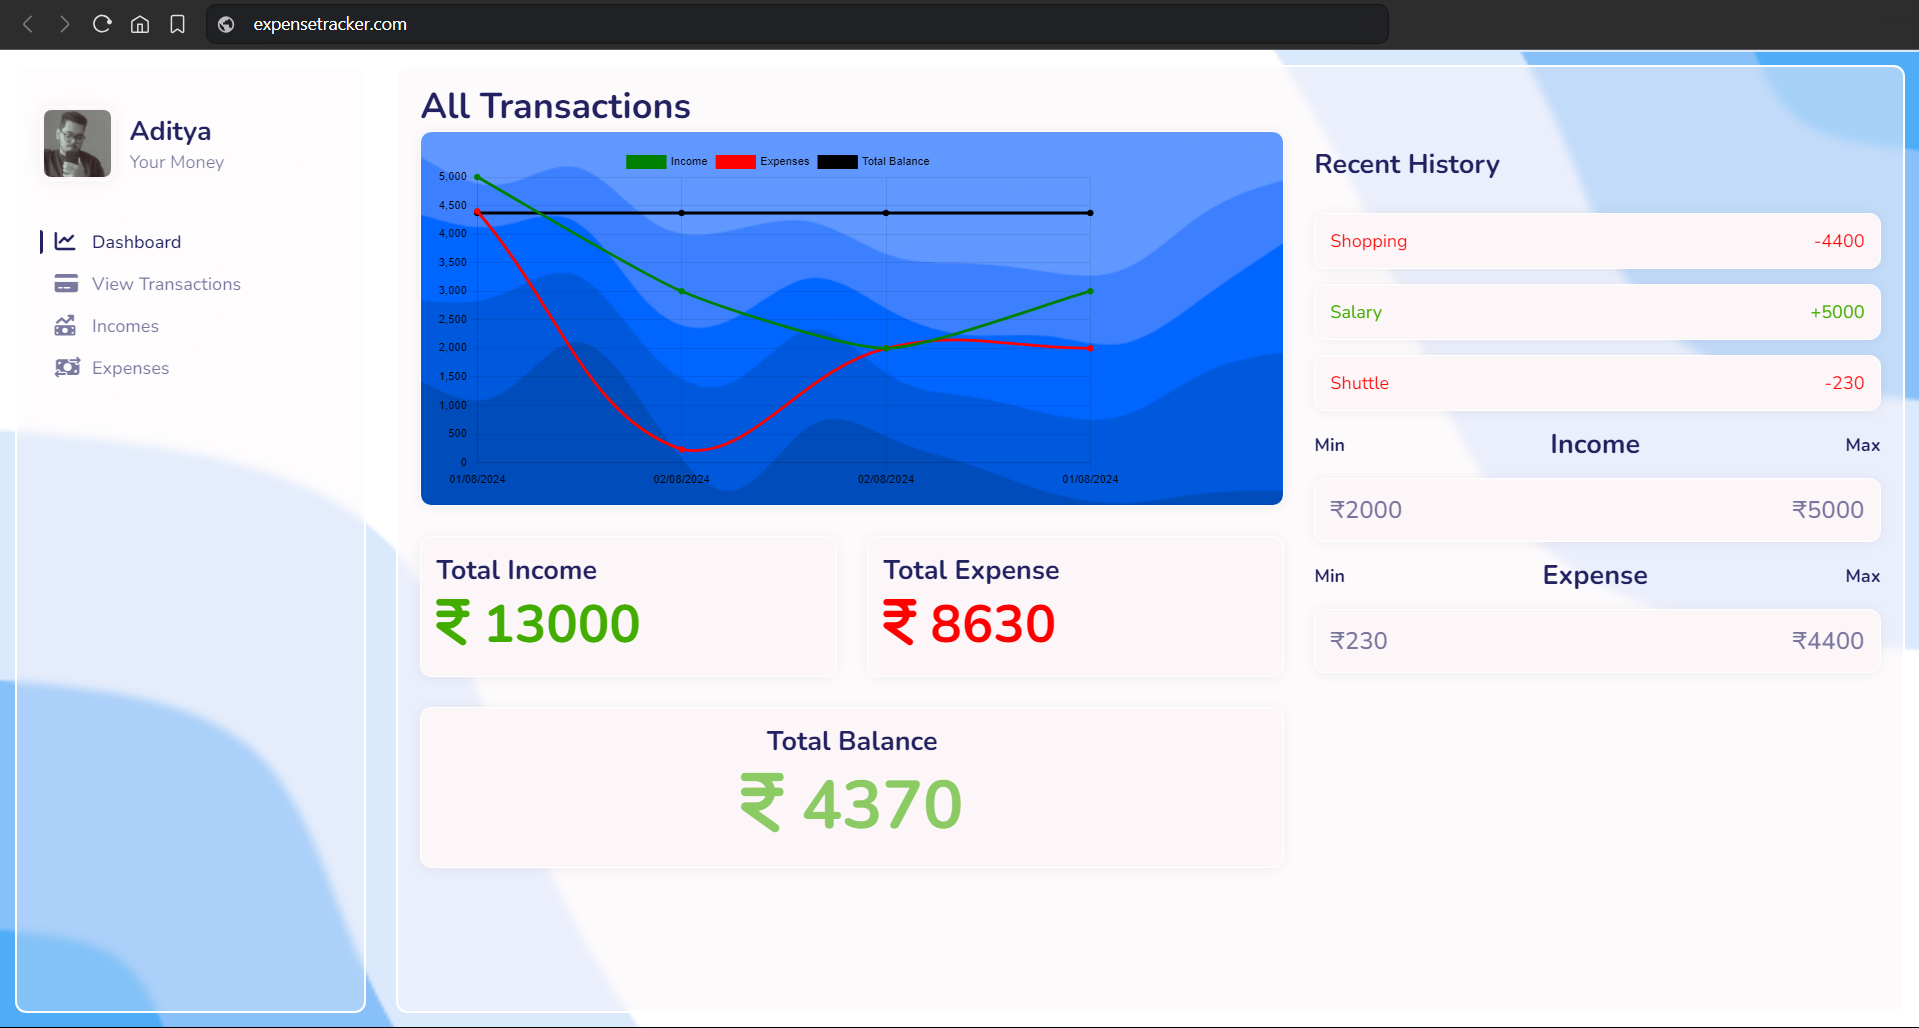 expensetracker.com
Aditya
Your Money
Dashboard
View Transactions
Incomes
Expenses
All Transactions
Income Expenses Total Balance
5,000
4,500
4,000
3,500
3,000
2,500
2,000
1,500
1,000
500
0
01/08/2024 02/08/2024 02/08/2024 01/08/2024
Total Income
₹ 13000
Total Expense
₹ 8630
Total Balance
₹ 4370
Recent History
Shopping -4400
Salary +5000
Shuttle -230
Min Income Max
₹2000 ₹5000
Min Expense Max
₹230 ₹4400